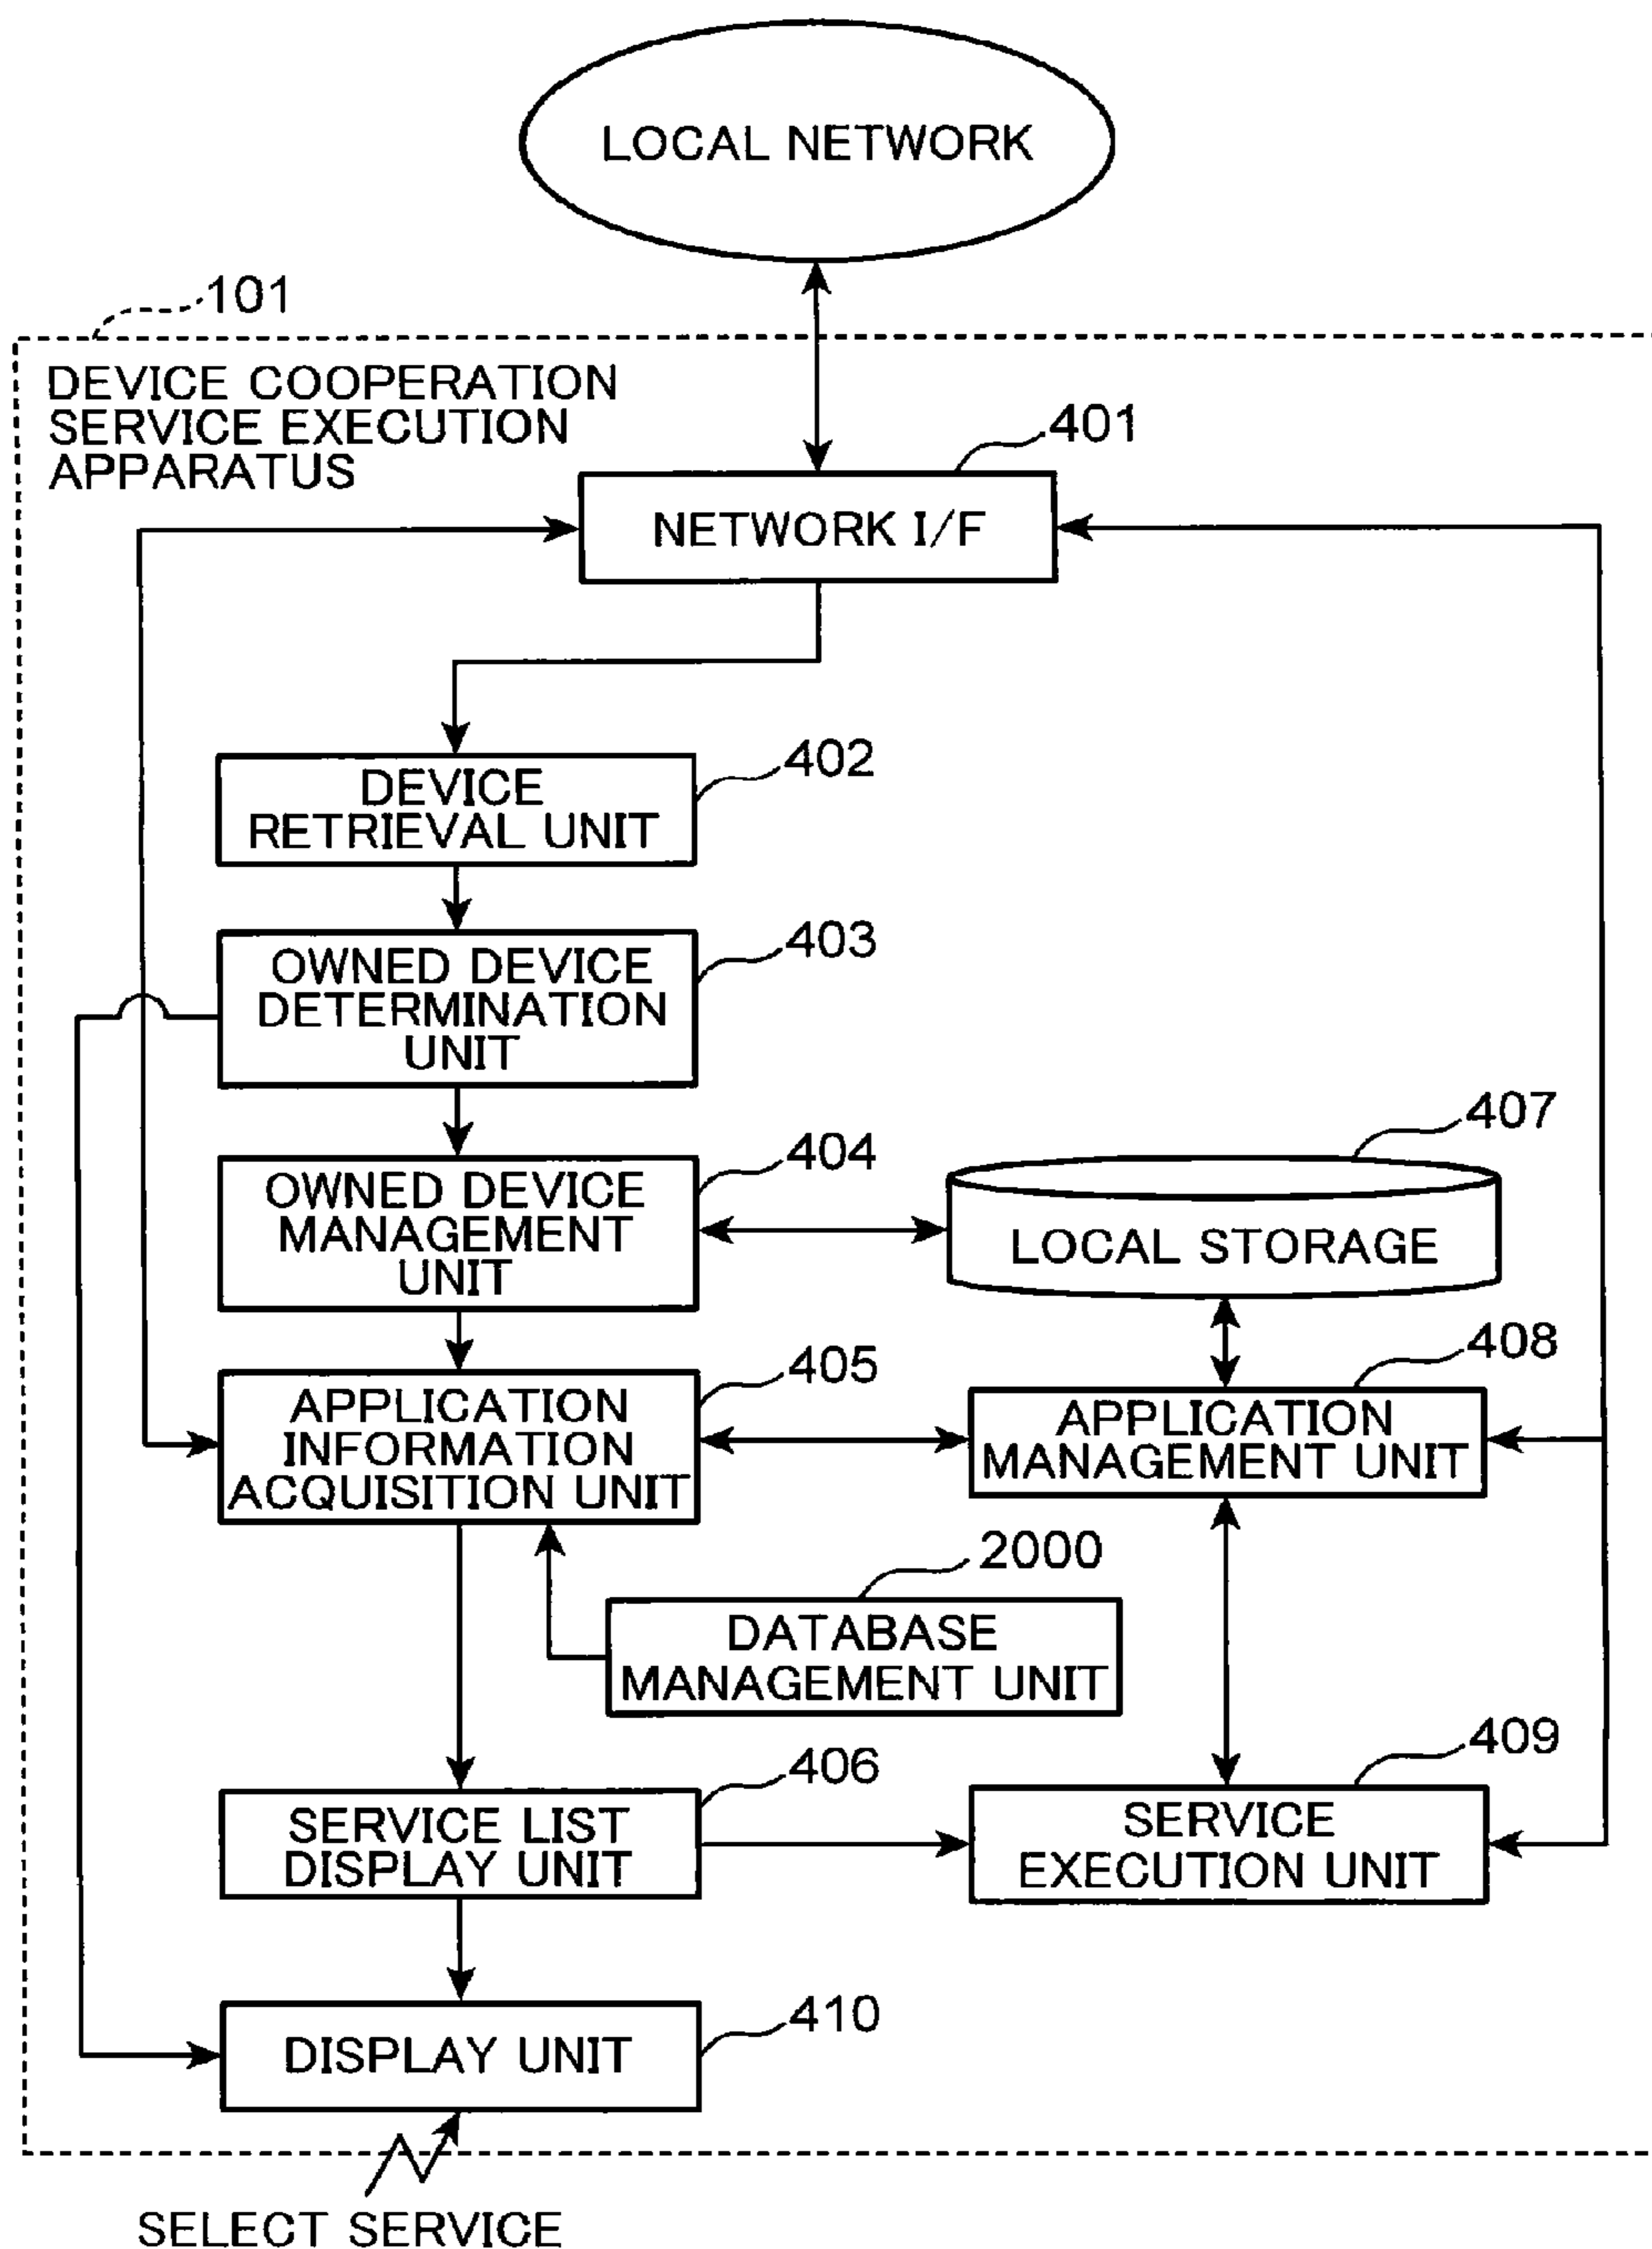 LOCAL NETWORK
101
DEVICE COOPERATION
SERVICE EXECUTION
APPARATUS
401
NETWORK I/F
402
DEVICE
RETRIEVAL UNIT
403
OWNED DEVICE
DETERMINATION
UNIT
404
OWNED DEVICE
MANAGEMENT
UNIT
407
LOCAL STORAGE
405
APPLICATION
INFORMATION
ACQUISITION UNIT
408
APPLICATION
MANAGEMENT UNIT
2000
DATABASE
MANAGEMENT UNIT
406
SERVICE LIST
DISPLAY UNIT
409
SERVICE
EXECUTION UNIT
410
DISPLAY UNIT
SELECT SERVICE